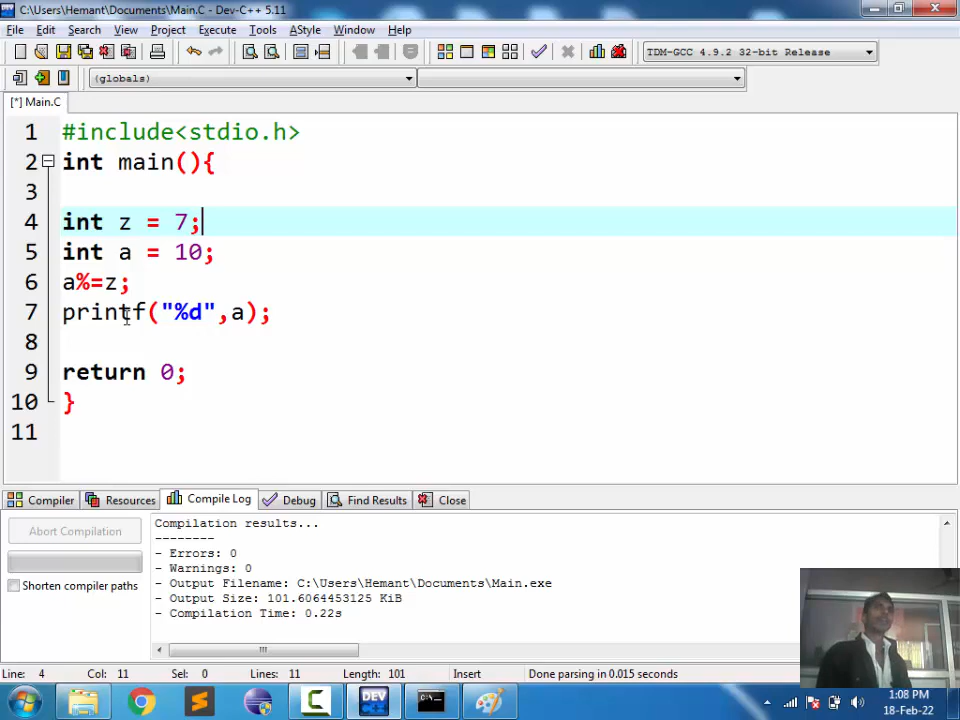 C:\Users\Hemant\Documents\Main.C - Dev-C++ 5.11
File Edit Search View Project Execute Tools AStyle Window Help
TDM-GCC 4.9.2 32-bit Release
(globals)
[*] Main.C
1 #include<stdio.h>
2 int main(){
3
4 int z = 7;
5 int a = 10;
6 a%=z;
7 printf("%d",a);
8
9 return 0;
10 }
11
Compiler Resources Compile Log Debug Find Results Close
Abort Compilation
Shorten compiler paths
Compilation results...
--------
- Errors: 0
- Warnings: 0
- Output Filename: C:\Users\Hemant\Documents\Main.exe
- Output Size: 101.6064453125 KiB
- Compilation Time: 0.22s
Line: 4 Col: 11 Sel: 0 Lines: 11 Length: 101 Insert Done parsing in 0.015 seconds
DEV
1:08 PM
18-Feb-22